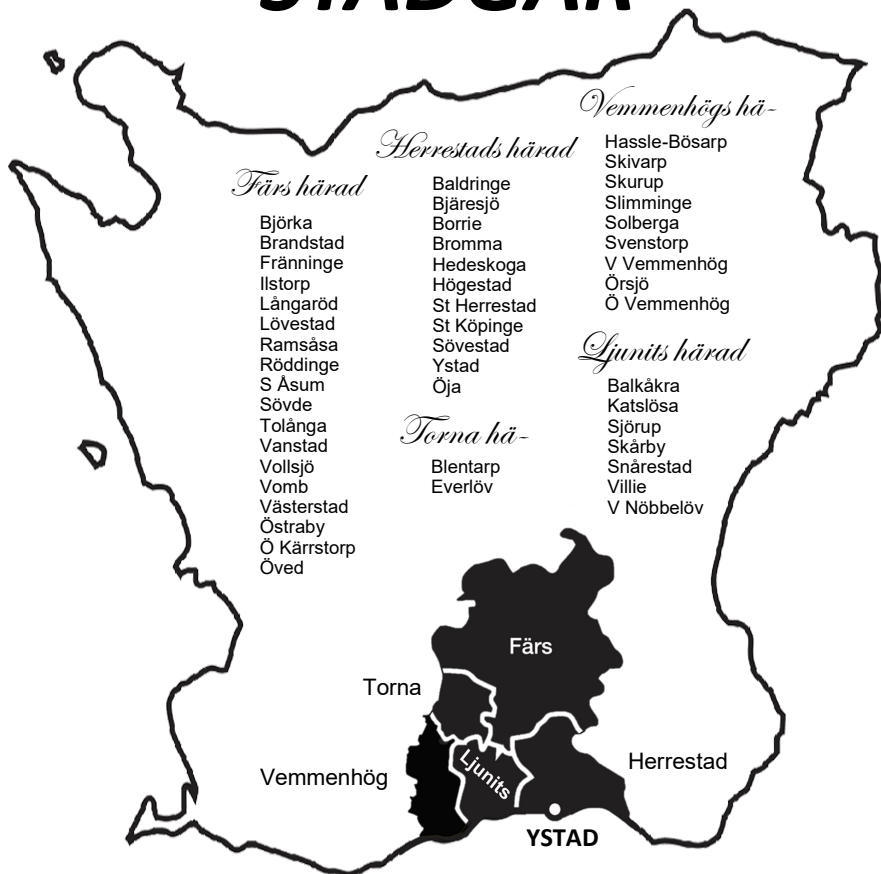 STADGAR
Färs härad
Björka
Brandstad
Fränninge
Ilstorp
Långaröd
Lövestad
Ramsåsa
Röddinge
S Åsum
Sövde
Tolånga
Vanstad
Vollsjö
Vomb
Västerstad
Östraby
Ö Kärrstorp
Öved
Herrestads härad
Baldringe
Bjäresjö
Borrie
Bromma
Hedeskoga
Högestad
St Herrestad
St Köpinge
Sövestad
Ystad
Öja
Torna hä-
Blentarp
Everlöv
Vemmenhögs hä-
Hassle-Bösarp
Skivarp
Skurup
Slimminge
Solberga
Svenstorp
V Vemmenhög
Örsjö
Ö Vemmenhög
Ljunits härad
Balkåkra
Katslösa
Sjörup
Skårby
Snårestad
Villie
V Nöbbelöv
Färs
Torna
Vemmenhög
Ljunits
Herrestad
YSTAD